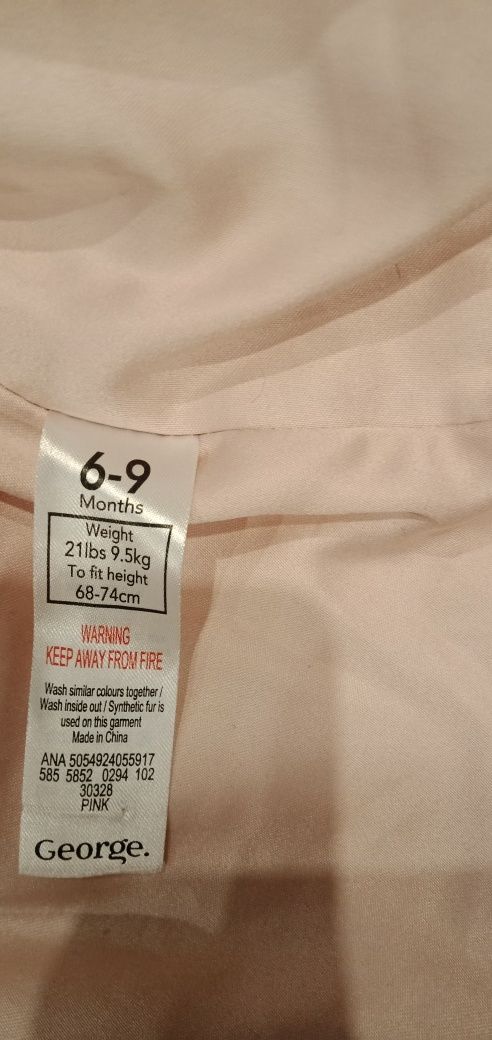 6-9
Months
Weight
21lbs 9.5kg
To fit height
68-74cm
WARNING
KEEP AWAY FROM FIRE
Wash similar colours together /
Wash inside out / Synthetic fur is
used on this garment
Made in China
ANA 5054924055917
585 5852 0294 102
30328
PINK
George.